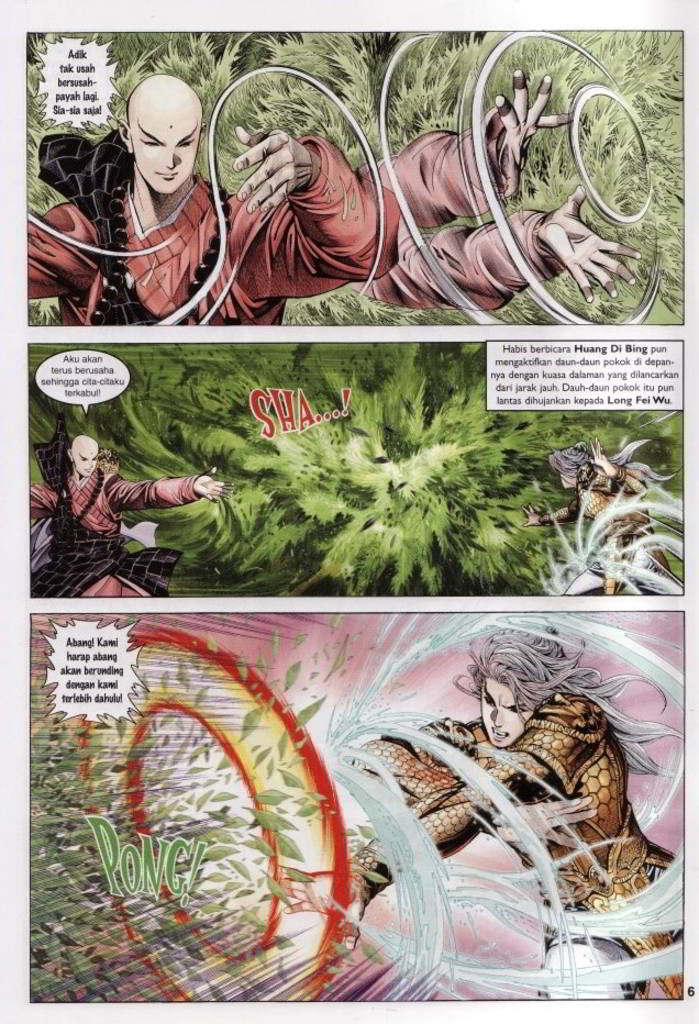 Adik
tak usah
bersusah-
payah lagi.
Sia-sia saja!
Aku akan
terus berusaha
sehingga cita-citaku
terkabul!
SHA...!
Habis berbicara Huang Di Bing pun
mengaktifkan daun-daun pokok di depan-
nya dengan kuasa dalaman yang dilancarkan
dari jarak jauh. Dauh-daun pokok itu pun
lantas dihujankan kepada Long Fei Wu.
Abang! Kami
harap abang
akan berunding
dengan kami
terlebih dahulu!
PONG!
6